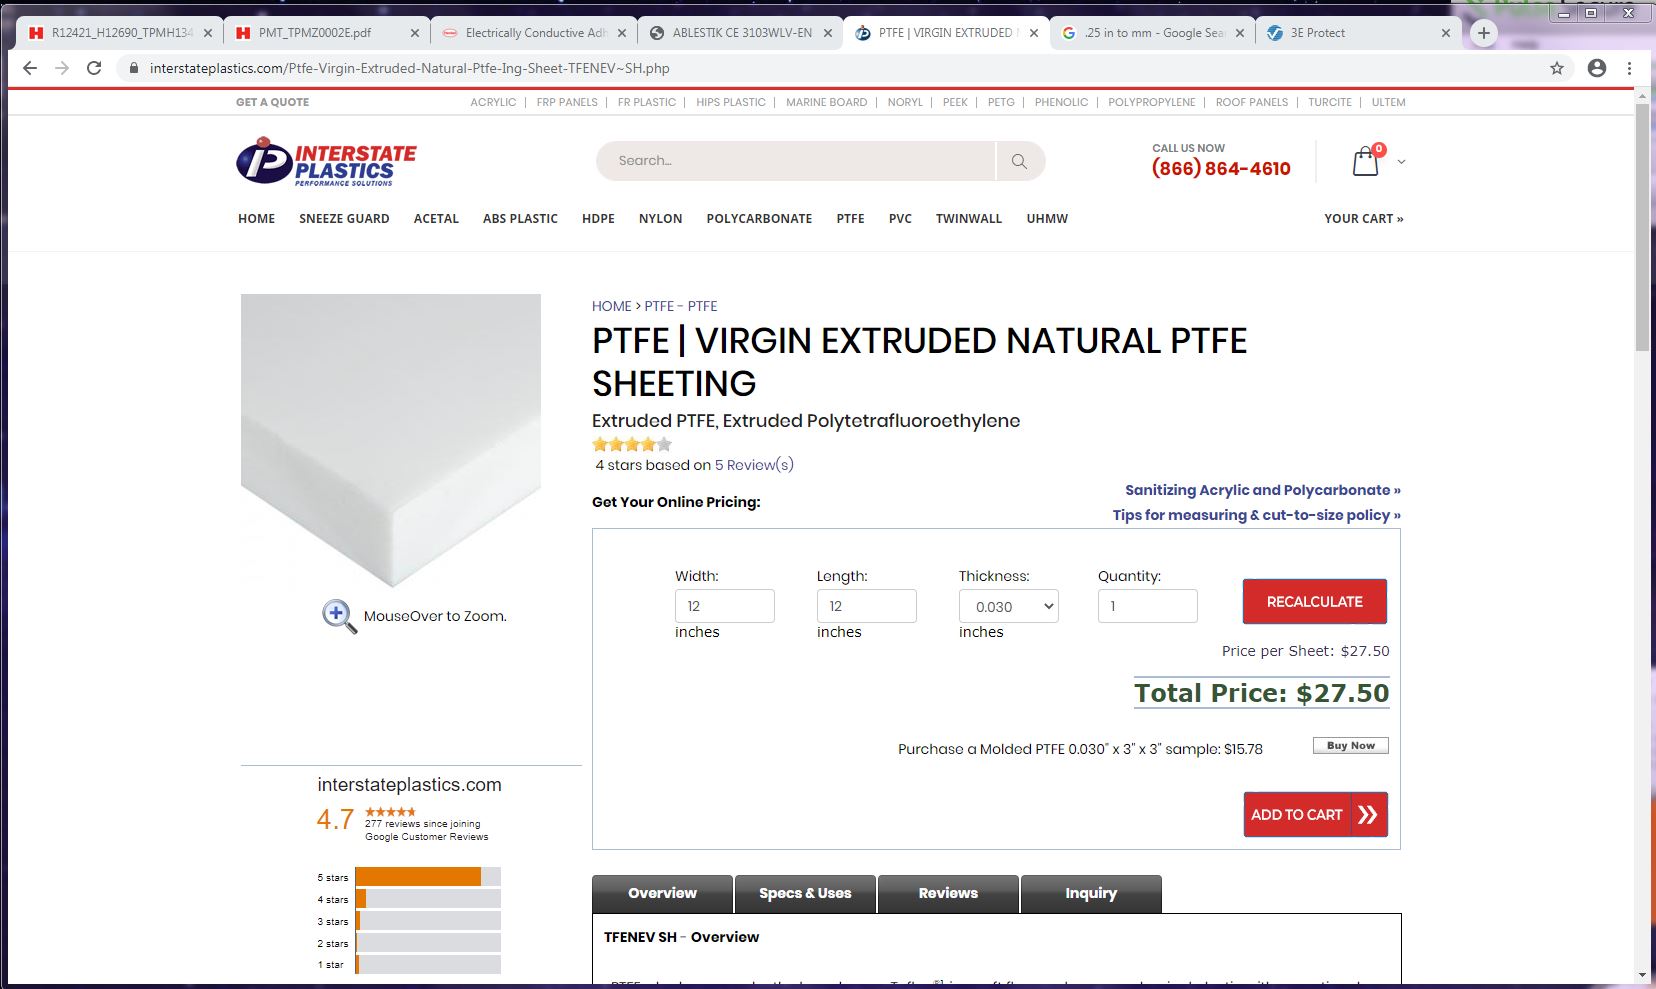 R12421_H12690_TPMH134
PMT_TPMZ0002E.pdf
Electrically Conductive Adh
ABLESTIK CE 3103WLV-EN
PTFE | VIRGIN EXTRUDED
.25 in to mm - Google Sear
3E Protect
interstateplastics.com/Ptfe-Virgin-Extruded-Natural-Ptfe-Ing-Sheet-TFENEV~SH.php
GET A QUOTE
ACRYLIC | FRP PANELS | FR PLASTIC | HIPS PLASTIC | MARINE BOARD | NORYL | PEEK | PETG | PHENOLIC | POLYPROPYLENE | ROOF PANELS | TURCITE | ULTEM
INTERSTATE
PLASTICS
PERFORMANCE SOLUTIONS
Search...
CALL US NOW
(866) 864-4610
0
HOME SNEEZE GUARD ACETAL ABS PLASTIC HDPE NYLON POLYCARBONATE PTFE PVC TWINWALL UHMW
YOUR CART »
HOME > PTFE - PTFE
PTFE | VIRGIN EXTRUDED NATURAL PTFE
SHEETING
Extruded PTFE, Extruded Polytetrafluoroethylene
4 stars based on 5 Review(s)
Get Your Online Pricing:
Sanitizing Acrylic and Polycarbonate »
Tips for measuring & cut-to-size policy »
Width: Length: Thickness: Quantity:
12 12 0.030 1
inches inches inches
RECALCULATE
Price per Sheet: $27.50
Total Price: $27.50
Purchase a Molded PTFE 0.030" x 3" x 3" sample: $15.78
Buy Now
ADD TO CART
MouseOver to Zoom.
interstateplastics.com
4.7
277 reviews since joining
Google Customer Reviews
5 stars
4 stars
3 stars
2 stars
1 star
Overview
Specs & Uses
Reviews
Inquiry
TFENEV SH - Overview